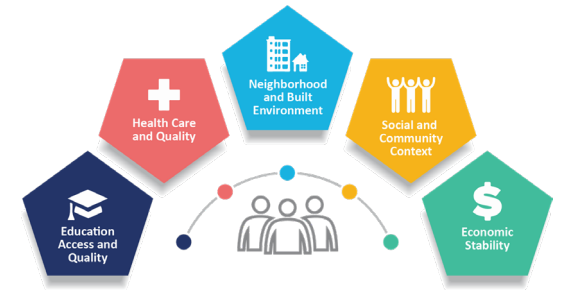 Neighborhood
and Built
Environment
Health Care
and Quality
Social and
Community
Context
Education
Access and
Quality
Economic
Stability